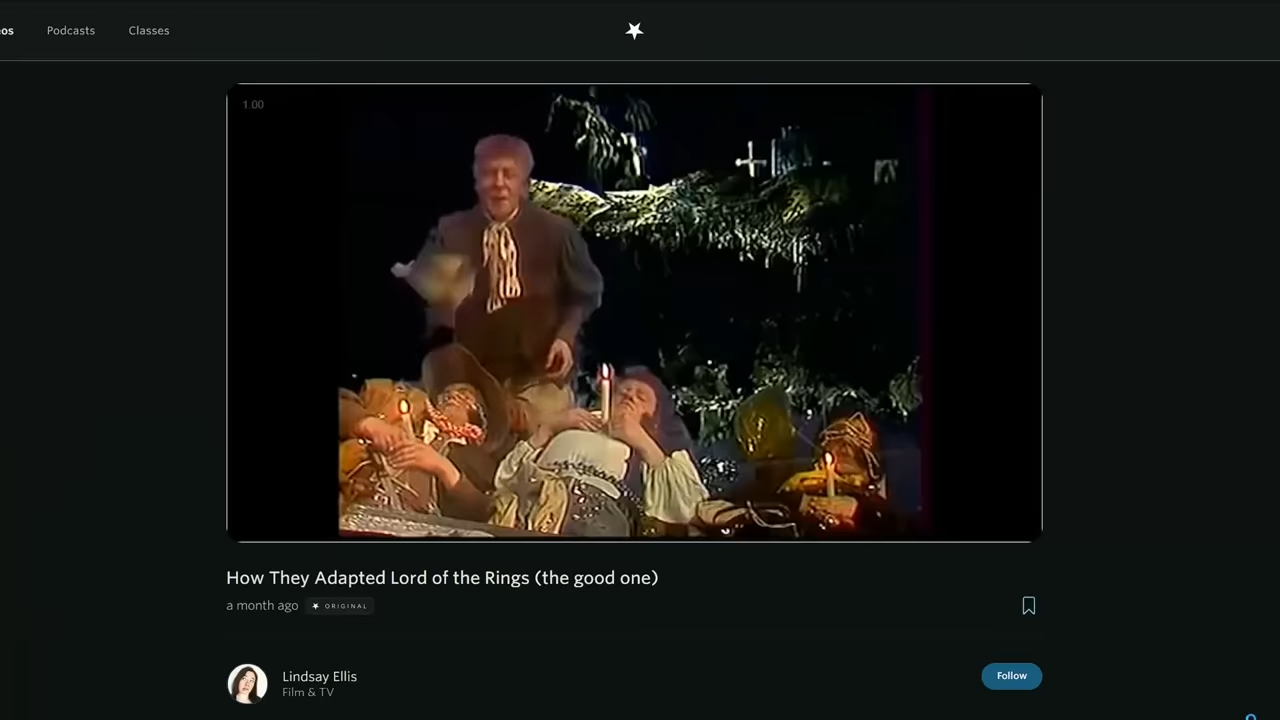 Podcasts
Classes
1.00
How They Adapted Lord of the Rings (the good one)
a month ago
ORIGINAL
Lindsay Ellis
Film & TV
Follow